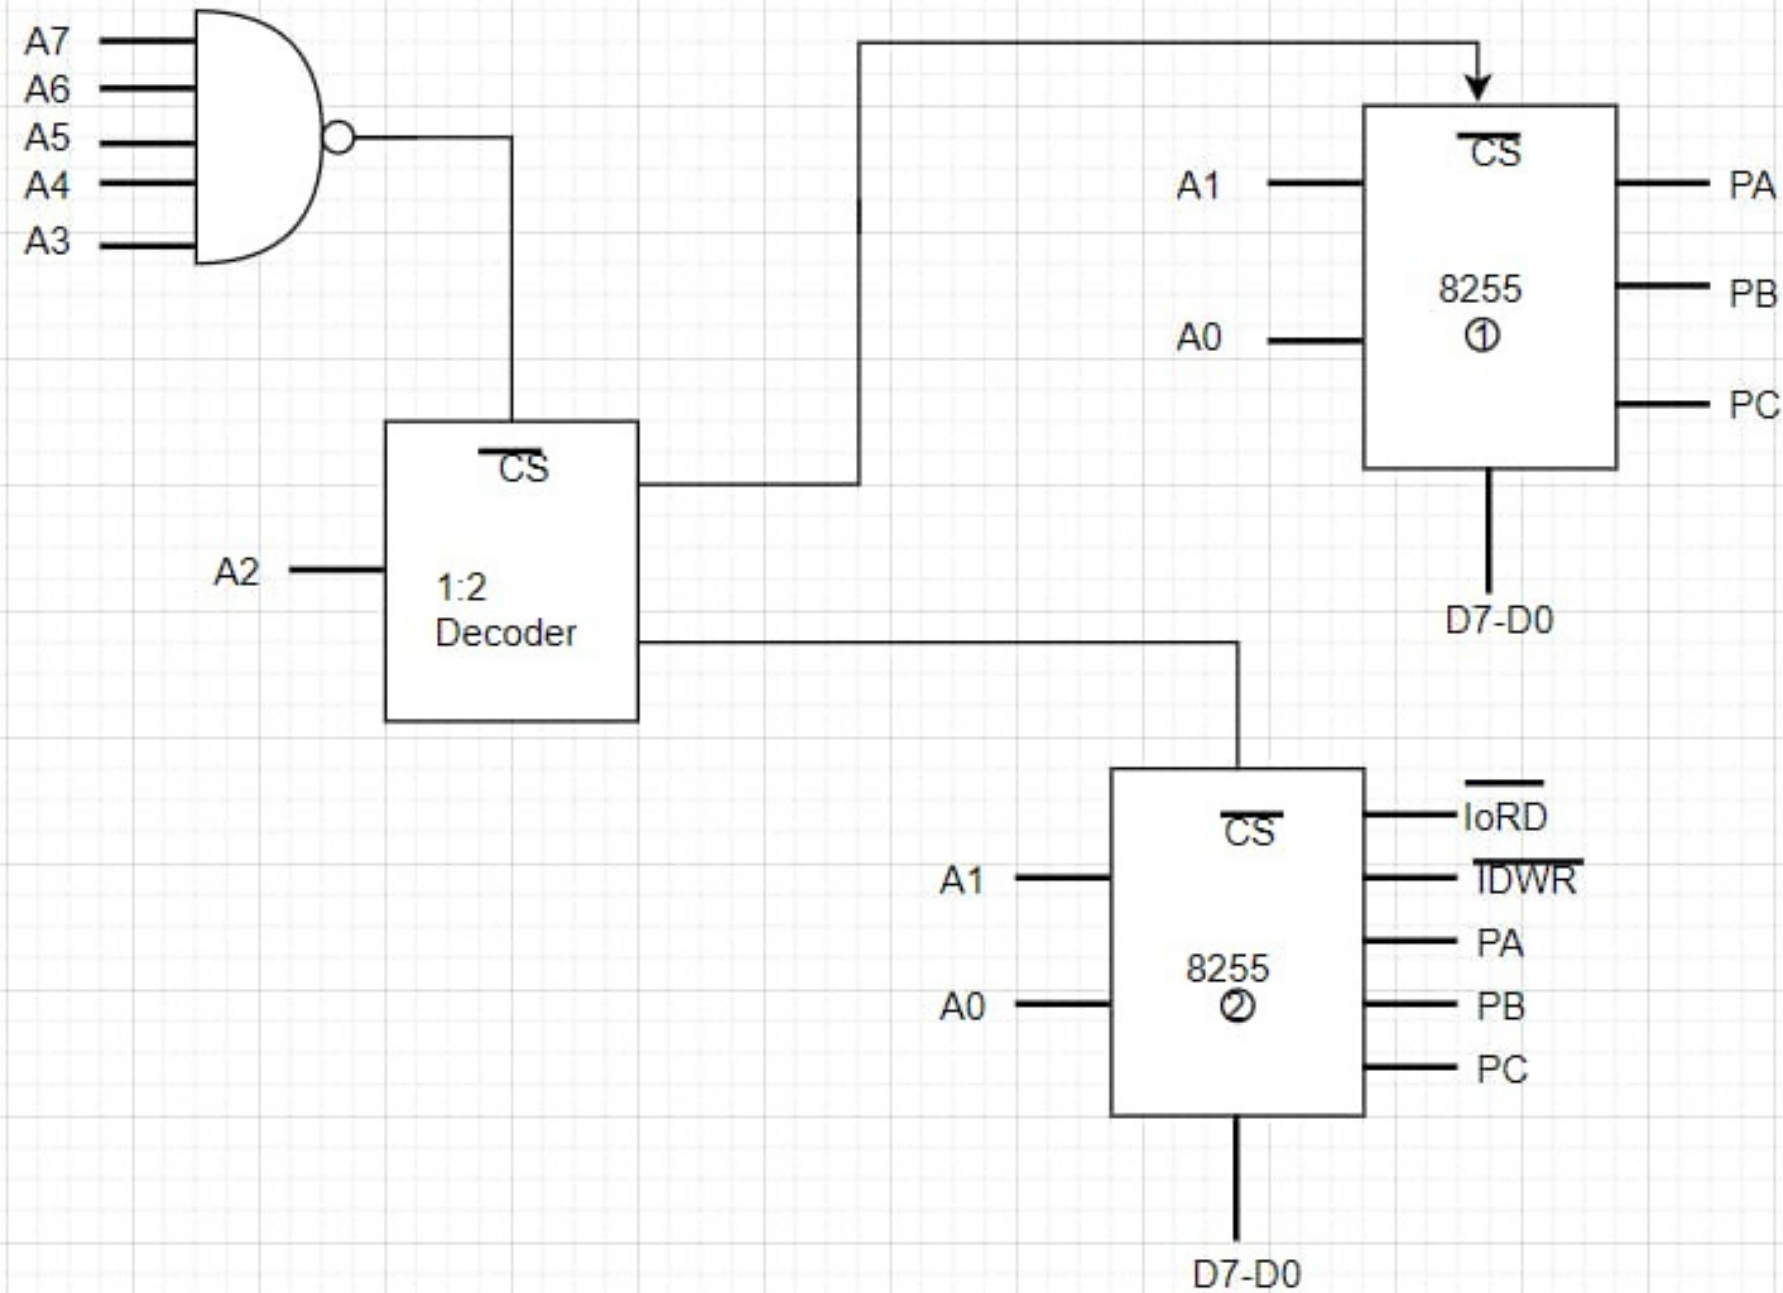 A7
A6
A5
A4
A3
CS
A2
1:2
Decoder
CS
A1
A0
8255
1
PA
PB
PC
D7-D0
CS
A1
A0
8255
2
IoRD
IDWR
PA
PB
PC
D7-D0